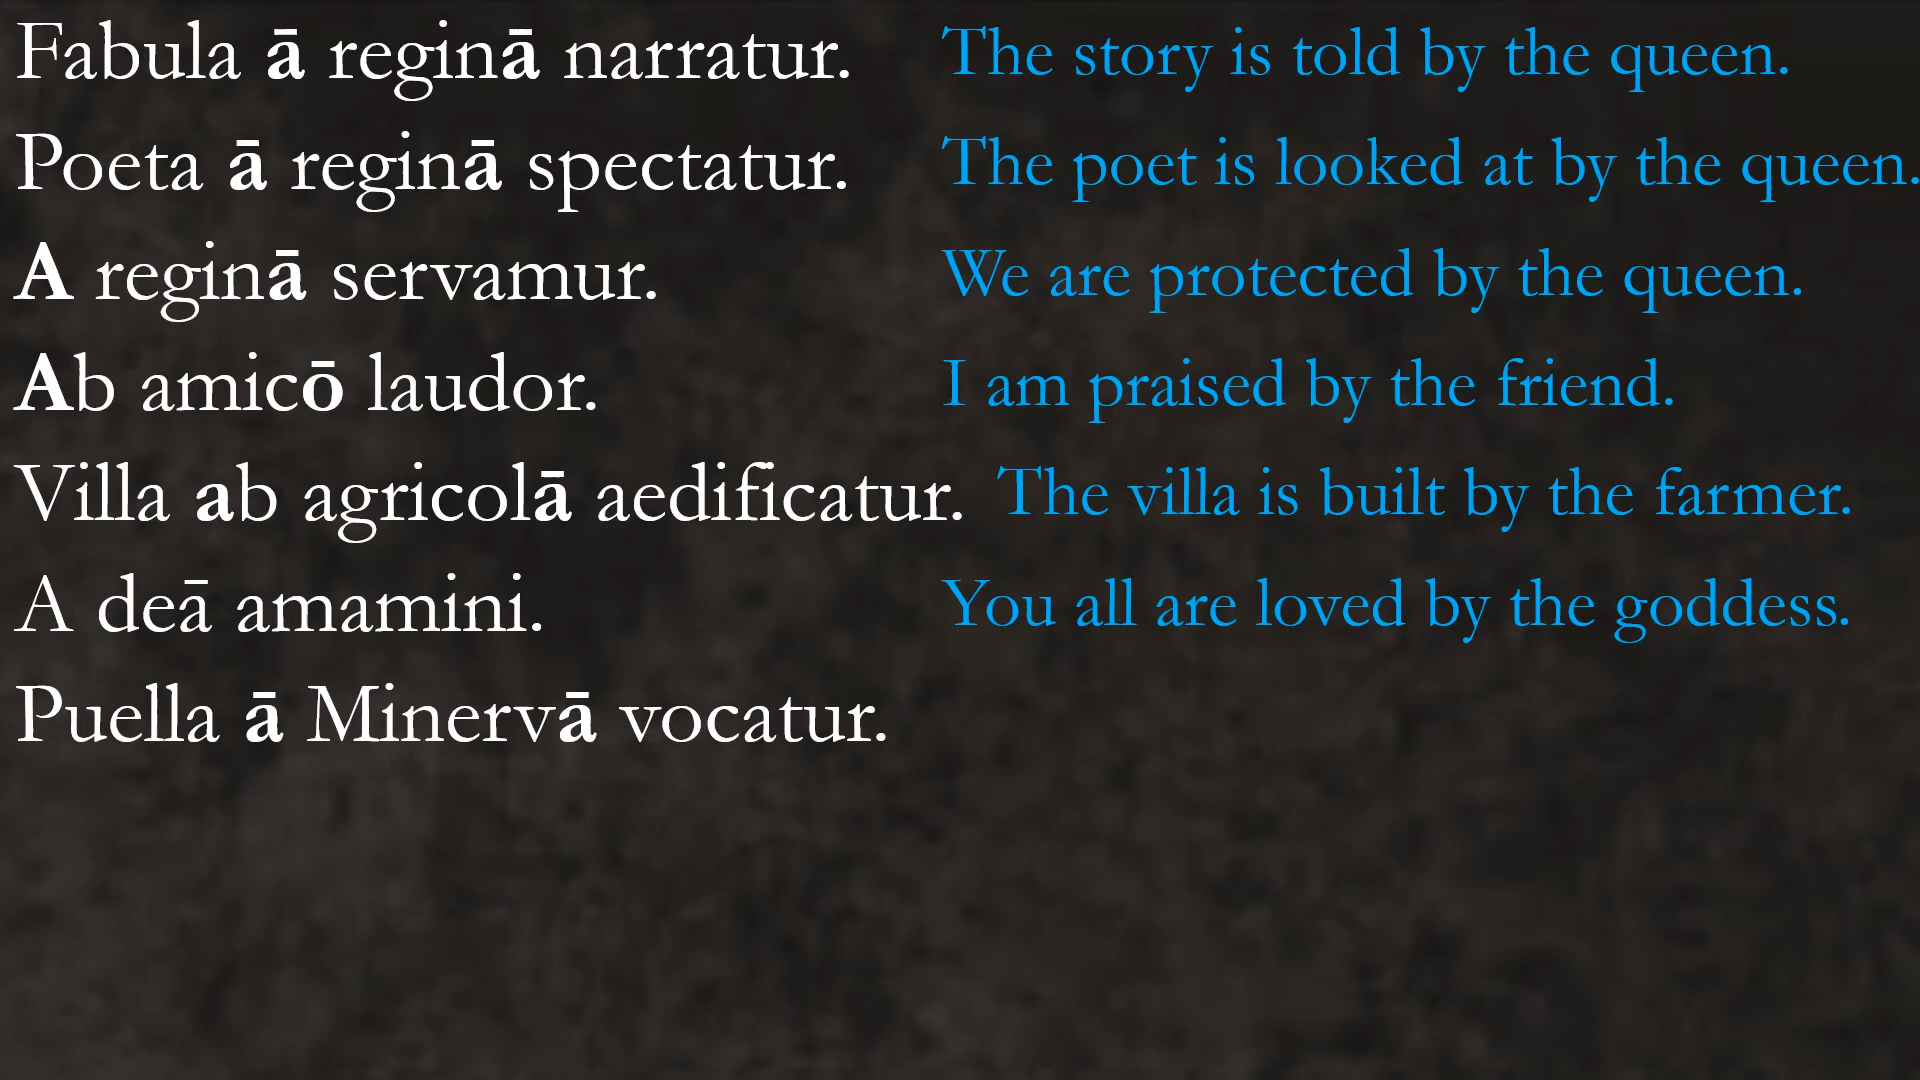 Fabula ā reginā narratur. The story is told by the queen.
Poeta ā reginā spectatur. The poet is looked at by the queen.
A reginā servamur. We are protected by the queen.
Ab amicō laudor. I am praised by the friend.
Villa ab agricolā aedificatur. The villa is built by the farmer.
A deā amamini. You all are loved by the goddess.
Puella ā Minervā vocatur.